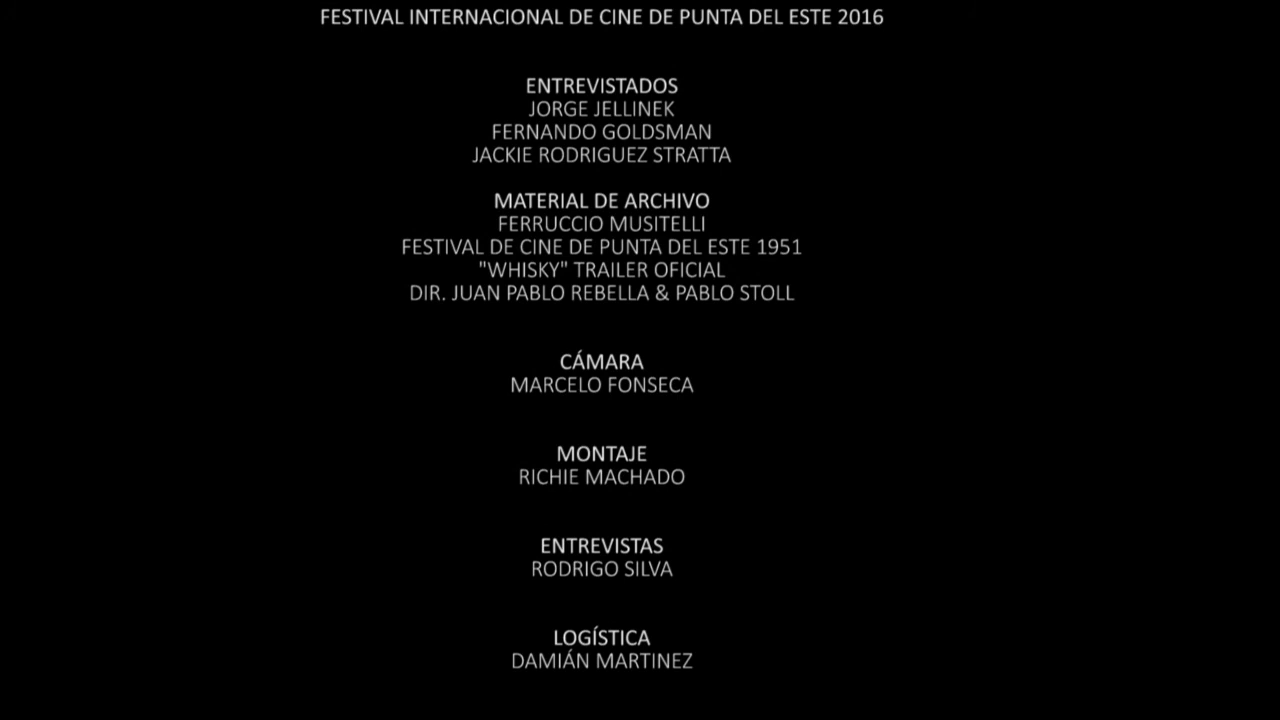 FESTIVAL INTERNACIONAL DE CINE DE PUNTA DEL ESTE 2016
ENTREVISTADOS
JORGE JELLINEK
FERNANDO GOLDSMAN
JACKIE RODRIGUEZ STRATTA
MATERIAL DE ARCHIVO
FERRUCCIO MUSITELLI
FESTIVAL DE CINE DE PUNTA DEL ESTE 1951
"WHISKY" TRAILER OFICIAL
DIR. JUAN PABLO REBELLA & PABLO STOLL
CÁMARA
MARCELO FONSECA
MONTAJE
RICHIE MACHADO
ENTREVISTAS
RODRIGO SILVA
LOGÍSTICA
DAMIÁN MARTINEZ